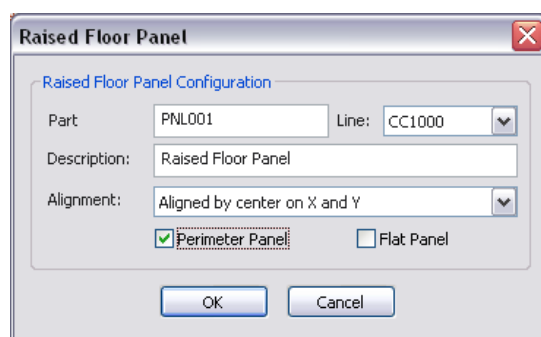 Raised Floor Panel
Raised Floor Panel Configuration
Part PNL001 Line: CC1000
Description: Raised Floor Panel
Alignment: Aligned by center on X and Y
Perimeter Panel Flat Panel
OK Cancel